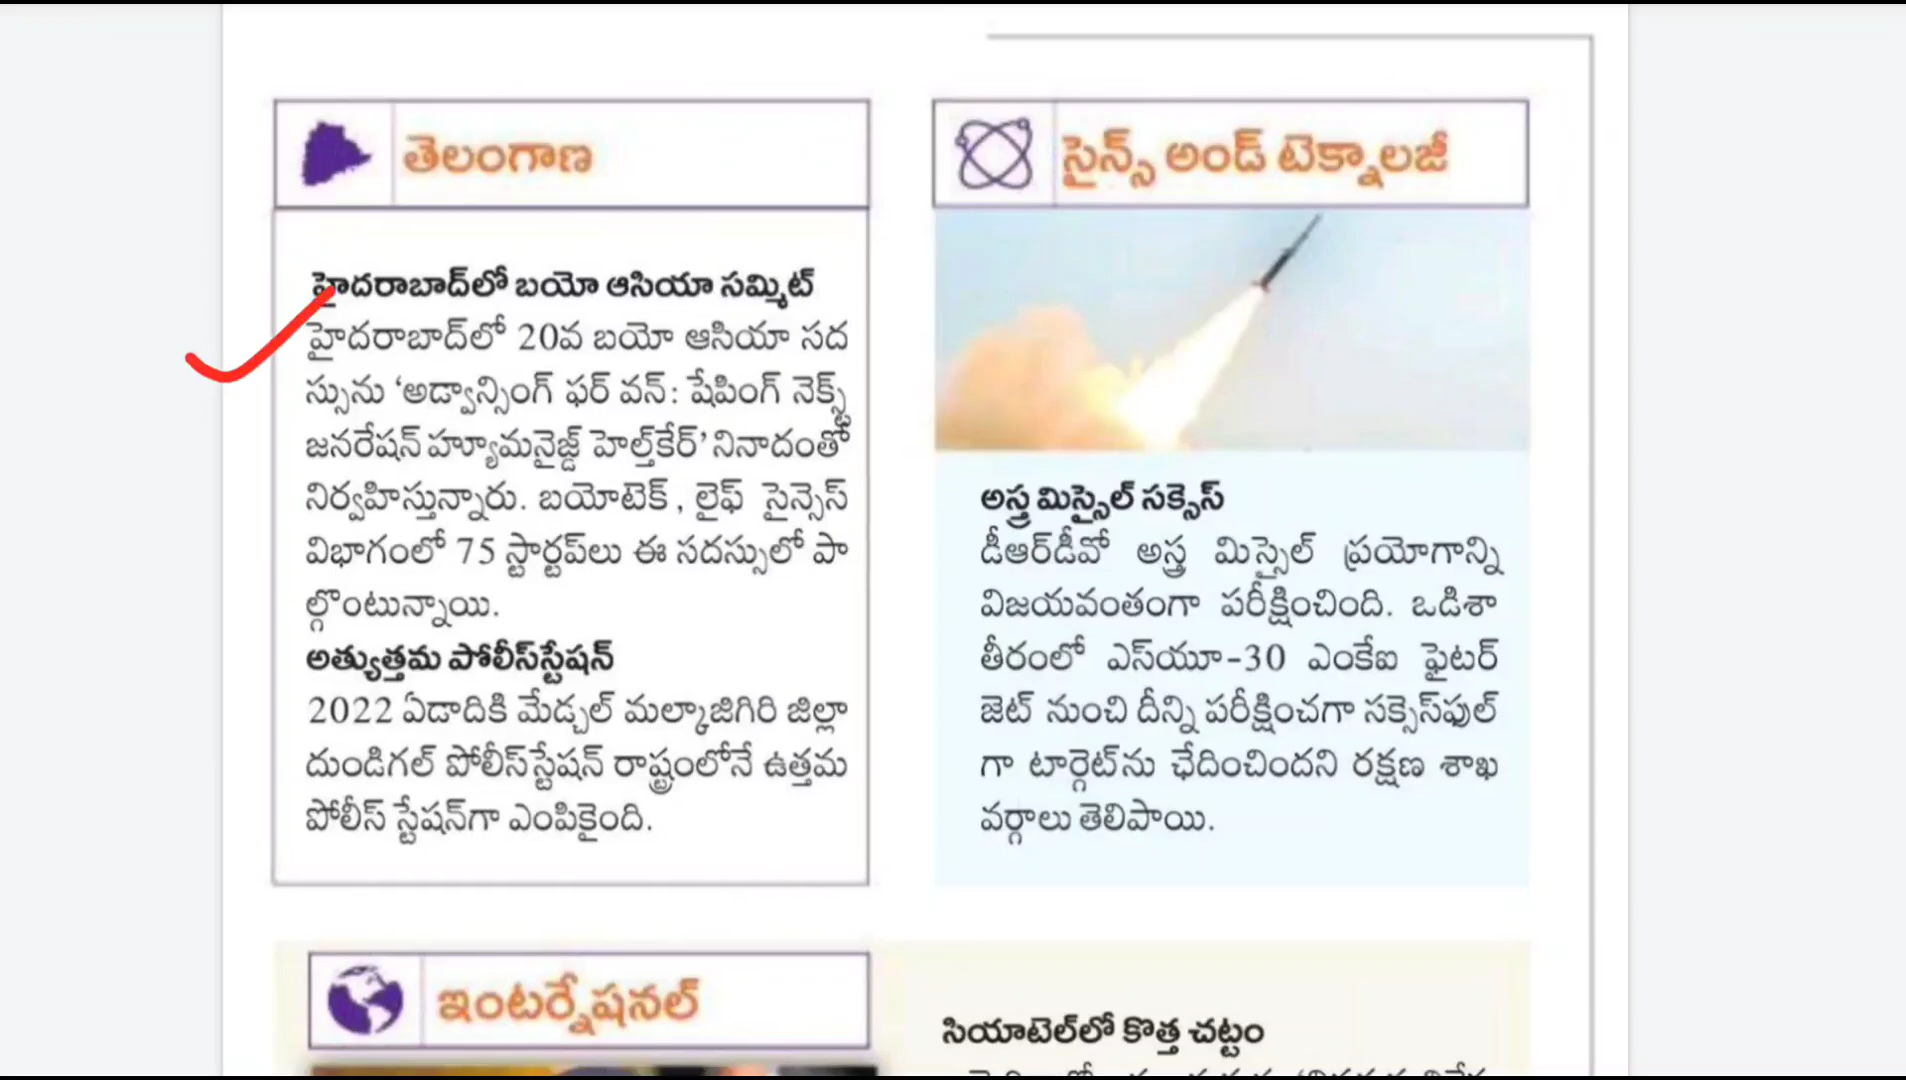 తెలంగాణ
హైదరాబాద్‌లో బయో ఆసియా సమ్మిట్
హైదరాబాద్‌లో 20వ బయో ఆసియా సద
స్సును ‘అడ్వాన్సింగ్ ఫర్ వన్: షేపింగ్ నెక్స్ట్
జనరేషన్ హ్యూమనైజ్డ్ హెల్త్‌కేర్’ నినాదంతో
నిర్వహిస్తున్నారు. బయోటెక్, లైఫ్ సైన్సెస్
విభాగంలో 75 స్టార్టప్‌లు ఈ సదస్సులో పా
ల్గొంటున్నాయి.
అత్యుత్తమ పోలీస్‌స్టేషన్
2022 ఏడాదికి మేడ్చల్ మల్కాజిగిరి జిల్లా
దుండిగల్ పోలీస్‌స్టేషన్ రాష్ట్రంలోనే ఉత్తమ
పోలీస్ స్టేషన్‌గా ఎంపికైంది.
సైన్స్ అండ్ టెక్నాలజీ
అస్త్ర మిస్సైల్ సక్సెస్
డీఆర్‌డీవో అస్త్ర మిస్సైల్ ప్రయోగాన్ని
విజయవంతంగా పరీక్షించింది. ఒడిశా
తీరంలో ఎస్‌యూ-30 ఎంకేఐ ఫైటర్
జెట్ నుంచి దీన్ని పరీక్షించగా సక్సెస్‌ఫుల్
గా టార్గెట్‌ను ఛేదించిందని రక్షణ శాఖ
వర్గాలు తెలిపాయి.
ఇంటర్నేషనల్
సియాటెల్‌లో కొత్త చట్టం